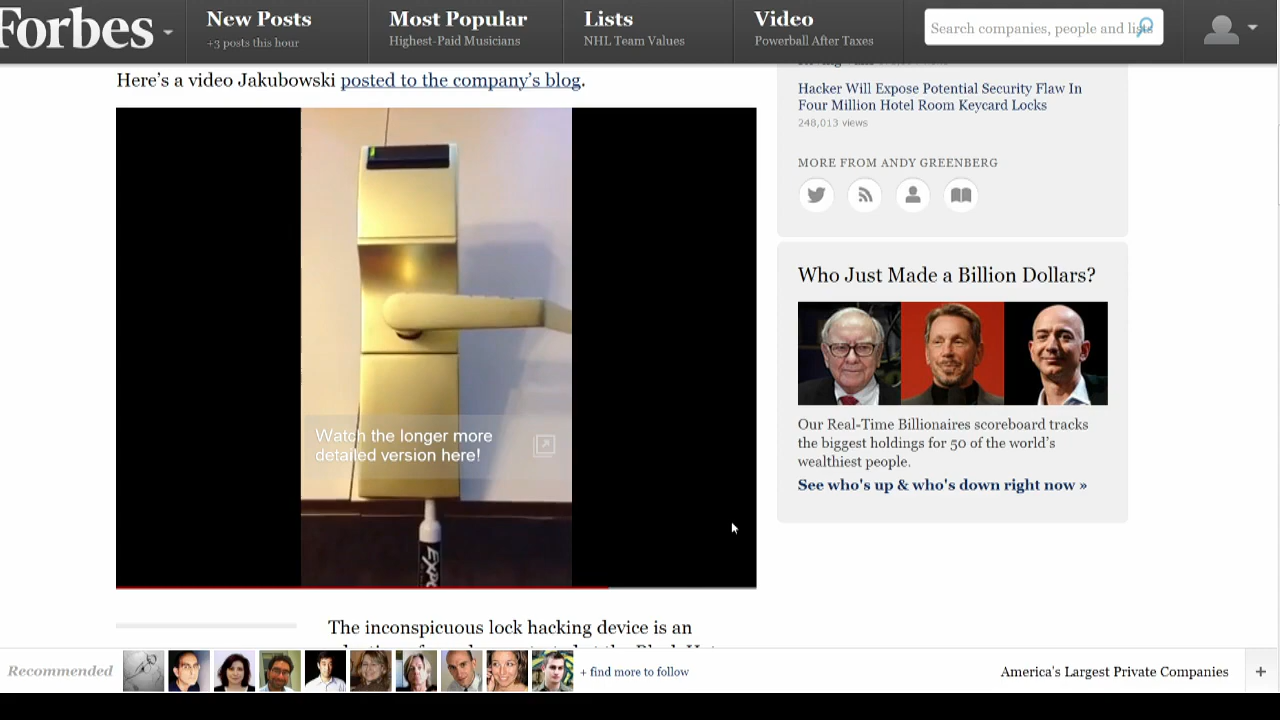 Forbes
New Posts
+3 posts this hour
Most Popular
Highest-Paid Musicians
Lists
NHL Team Values
Video
Powerball After Taxes
Search companies, people and lists
Here's a video Jakubowski posted to the company's blog.
Watch the longer more
detailed version here!
EXPO
The inconspicuous lock hacking device is an
Hacker Will Expose Potential Security Flaw In
Four Million Hotel Room Keycard Locks
248,013 views
MORE FROM ANDY GREENBERG
Who Just Made a Billion Dollars?
Our Real-Time Billionaires scoreboard tracks
the biggest holdings for 50 of the world's
wealthiest people.
See who's up & who's down right now »
Recommended
+ find more to follow
America's Largest Private Companies
+